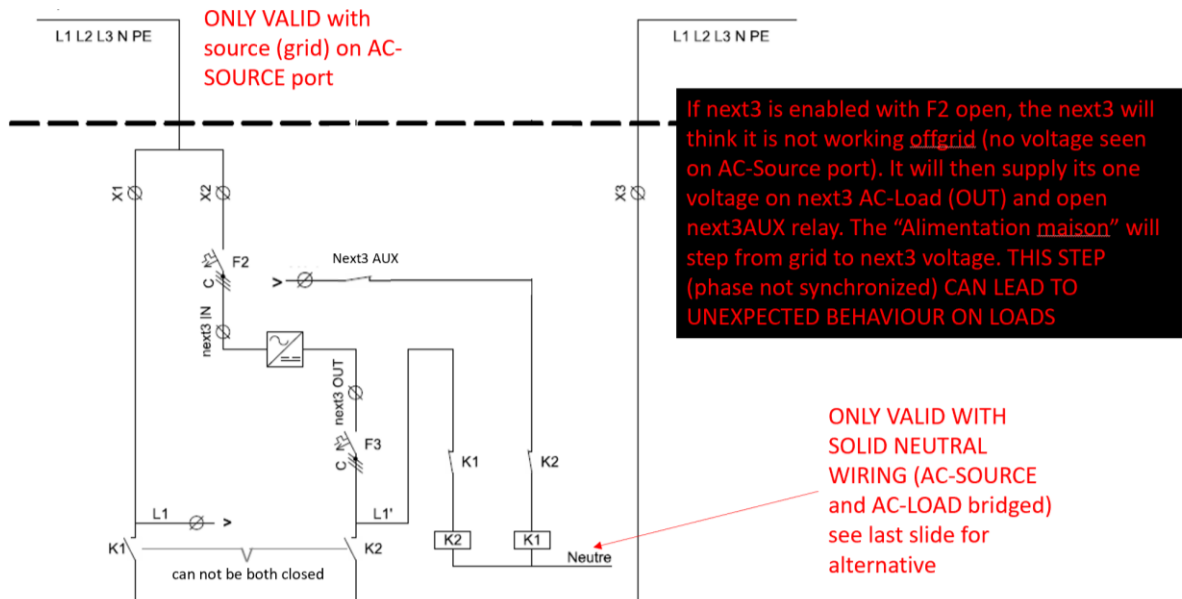 L1 L2 L3 N PE
ONLY VALID with
source (grid) on AC-
SOURCE port
L1 L2 L3 N PE
If next3 is enabled with F2 open, the next3 will
think it is not working offgrid (no voltage seen
on AC-Source port). It will then supply its one
voltage on next3 AC-Load (OUT) and open
next3AUX relay. The “Alimentation maison” will
step from grid to next3 voltage. THIS STEP
(phase not synchronized) CAN LEAD TO
UNEXPECTED BEHAVIOUR ON LOADS
X1
X2
X3
F2
C
Next3 AUX
>
next3 IN
next3 OUT
F3
C
K1
K2
L1
>
L1'
K1
K2
K2
K1
Neutre
can not be both closed
ONLY VALID WITH
SOLID NEUTRAL
WIRING (AC-SOURCE
and AC-LOAD bridged)
see last slide for
alternative